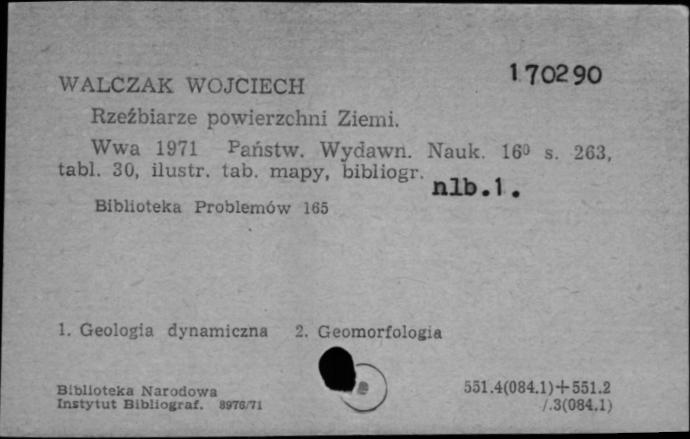 170290
WALCZAK WOJCIECH
Rzeźbiarze powierzchni Ziemi.
Wwa 1971 Państw. Wydawn. Nauk. 16⁰ s. 263,
tabl. 30, ilustr. tab. mapy, bibliogr. nlb.1.
Biblioteka Problemów 165
1. Geologia dynamiczna 2. Geomorfologia
Biblioteka Narodowa
Instytut Bibliograf. 8976/71
e
551.4(084.1)+551.2
/.3(084.1)